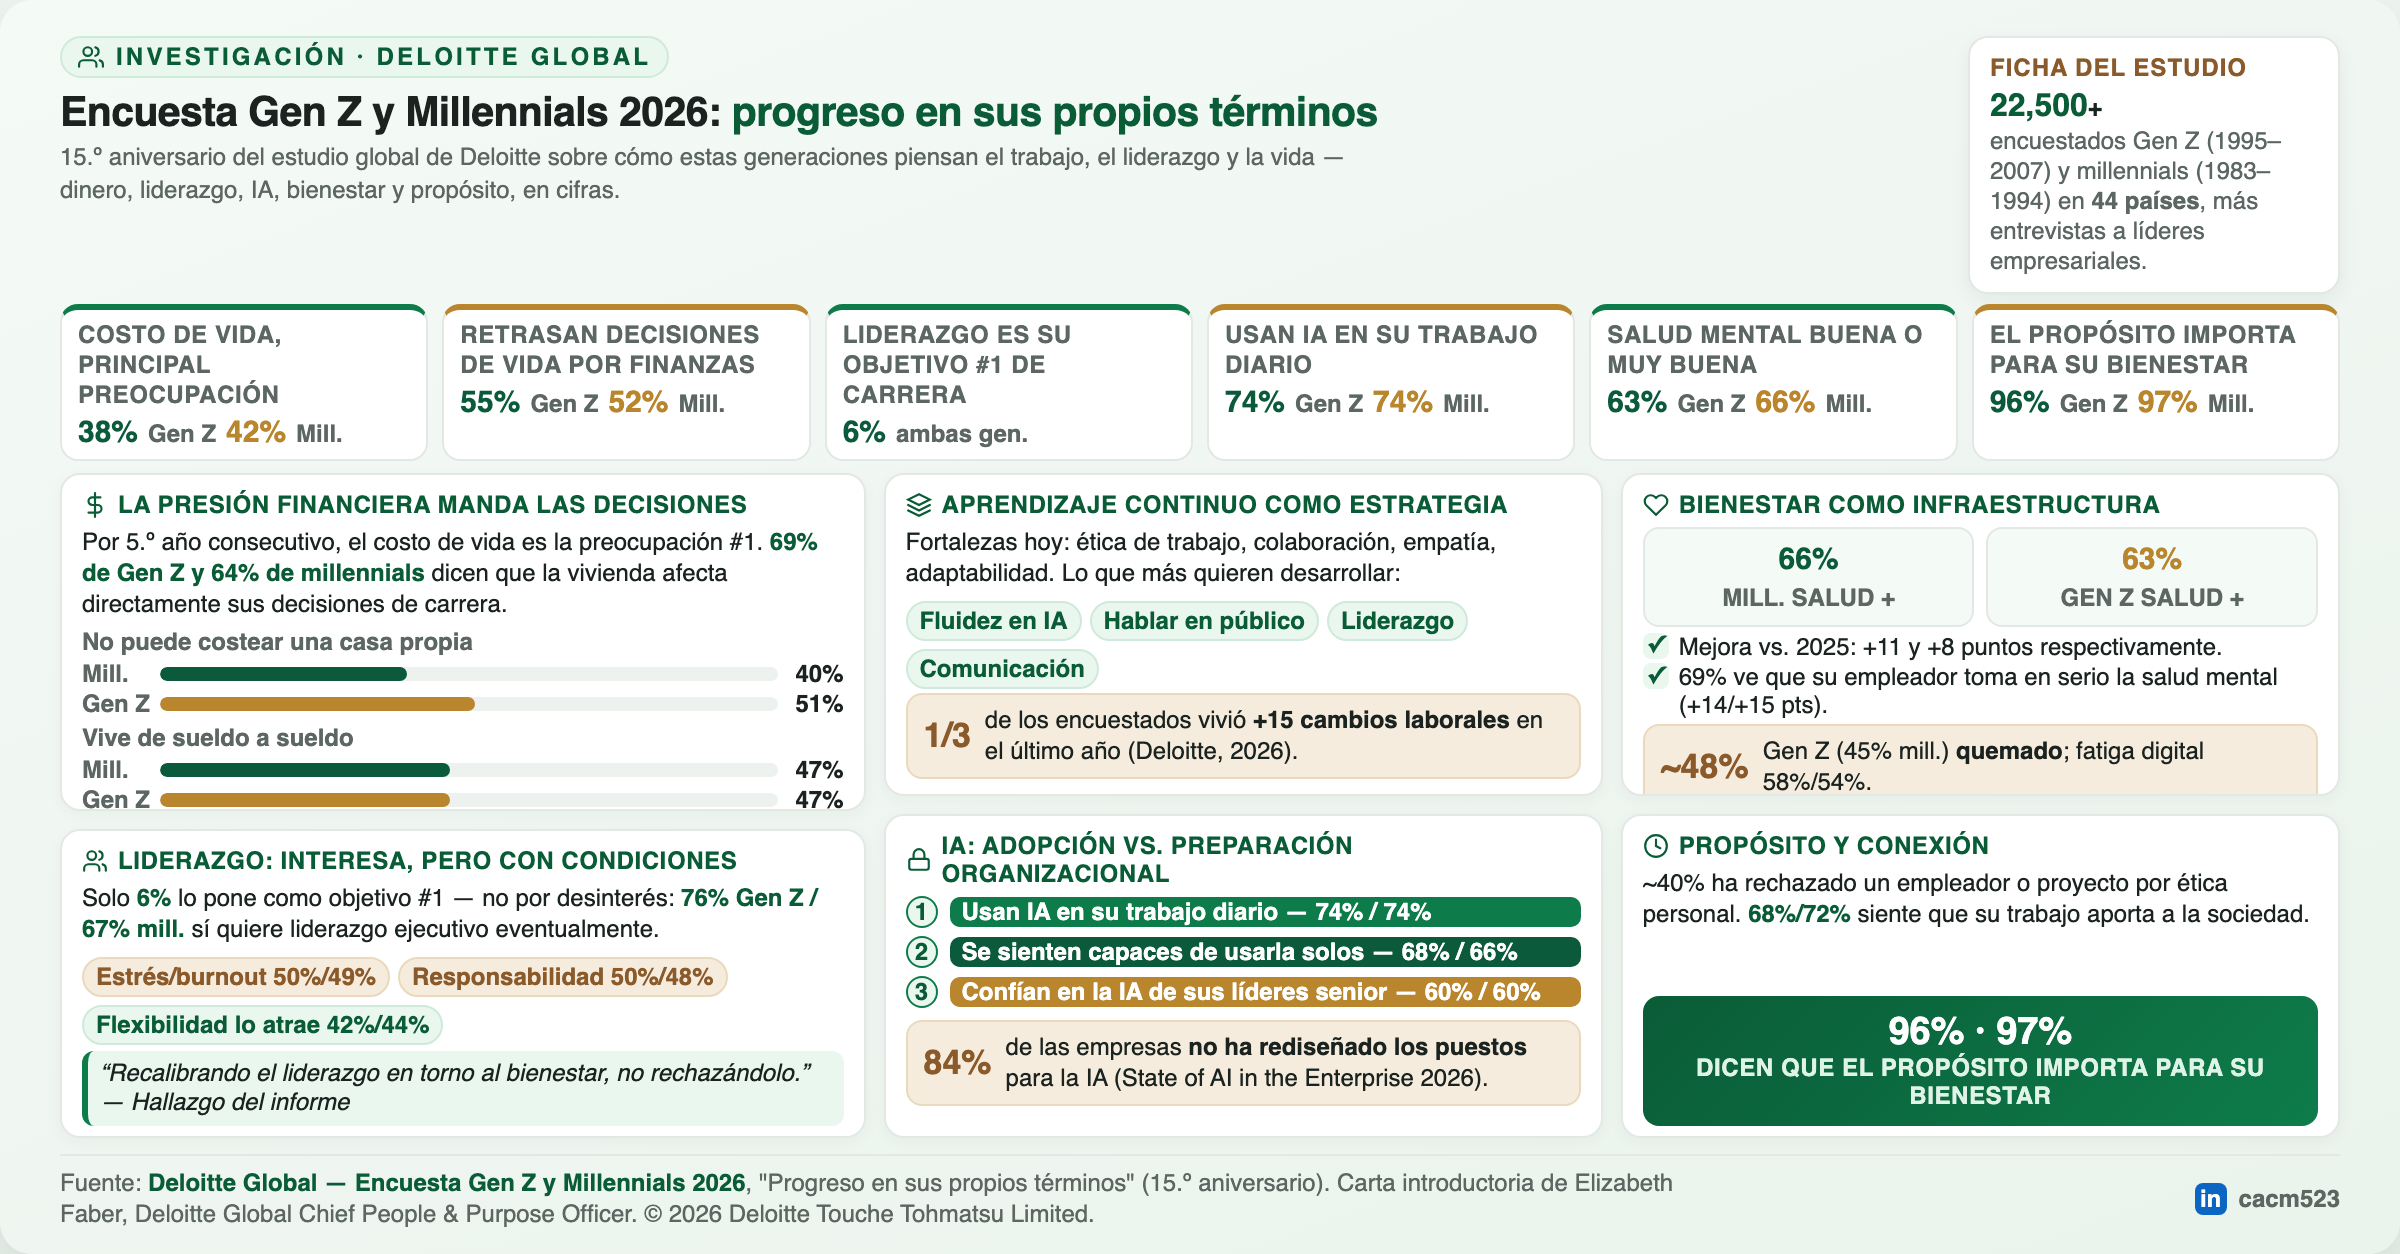 INVESTIGACIÓN · DELOITTE GLOBAL
Encuesta Gen Z y Millennials 2026: progreso en sus propios términos
15.º aniversario del estudio global de Deloitte sobre cómo estas generaciones piensan el trabajo, el liderazgo y la vida —
dinero, liderazgo, IA, bienestar y propósito, en cifras.
FICHA DEL ESTUDIO
22,500+
encuestados Gen Z (1995–
2007) y millennials (1983–
1994) en 44 países, más
entrevistas a líderes
empresariales.
COSTO DE VIDA,
PRINCIPAL
PREOCUPACIÓN
38% Gen Z 42% Mill.
RETRASAN DECISIONES
DE VIDA POR FINANZAS
55% Gen Z 52% Mill.
LIDERAZGO ES SU
OBJETIVO #1 DE
CARRERA
6% ambas gen.
USAN IA EN SU TRABAJO
DIARIO
74% Gen Z 74% Mill.
SALUD MENTAL BUENA O
MUY BUENA
63% Gen Z 66% Mill.
EL PROPÓSITO IMPORTA
PARA SU BIENESTAR
96% Gen Z 97% Mill.
LA PRESIÓN FINANCIERA MANDA LAS DECISIONES
Por 5.º año consecutivo, el costo de vida es la preocupación #1. 69%
de Gen Z y 64% de millennials dicen que la vivienda afecta
directamente sus decisiones de carrera.
No puede costear una casa propia
Mill. 40%
Gen Z 51%
Vive de sueldo a sueldo
Mill. 47%
Gen Z 47%
LIDERAZGO: INTERESA, PERO CON CONDICIONES
Solo 6% lo pone como objetivo #1 — no por desinterés: 76% Gen Z /
67% mill. sí quiere liderazgo ejecutivo eventualmente.
Estrés/burnout 50%/49% Responsabilidad 50%/48%
Flexibilidad lo atrae 42%/44%
“Recalibrando el liderazgo en torno al bienestar, no rechazándolo.”
— Hallazgo del informe
APRENDIZAJE CONTINUO COMO ESTRATEGIA
Fortalezas hoy: ética de trabajo, colaboración, empatía,
adaptabilidad. Lo que más quieren desarrollar:
Fluidez en IA Hablar en público Liderazgo
Comunicación
1/3 de los encuestados vivió +15 cambios laborales en
el último año (Deloitte, 2026).
IA: ADOPCIÓN VS. PREPARACIÓN
ORGANIZACIONAL
1 Usan IA en su trabajo diario — 74% / 74%
2 Se sienten capaces de usarla solos — 68% / 66%
3 Confían en la IA de sus líderes senior — 60% / 60%
84% de las empresas no ha rediseñado los puestos
para la IA (State of AI in the Enterprise 2026).
BIENESTAR COMO INFRAESTRUCTURA
66%
MILL. SALUD +
63%
GEN Z SALUD +
✓ Mejora vs. 2025: +11 y +8 puntos respectivamente.
✓ 69% ve que su empleador toma en serio la salud mental
(+14/+15 pts).
~48% Gen Z (45% mill.) quemado; fatiga digital
58%/54%.
PROPÓSITO Y CONEXIÓN
~40% ha rechazado un empleador o proyecto por ética
personal. 68%/72% siente que su trabajo aporta a la sociedad.
96% · 97%
DICEN QUE EL PROPÓSITO IMPORTA PARA SU
BIENESTAR
Fuente: Deloitte Global — Encuesta Gen Z y Millennials 2026, "Progreso en sus propios términos" (15.º aniversario). Carta introductoria de Elizabeth
Faber, Deloitte Global Chief People & Purpose Officer. © 2026 Deloitte Touche Tohmatsu Limited.
in cacm523